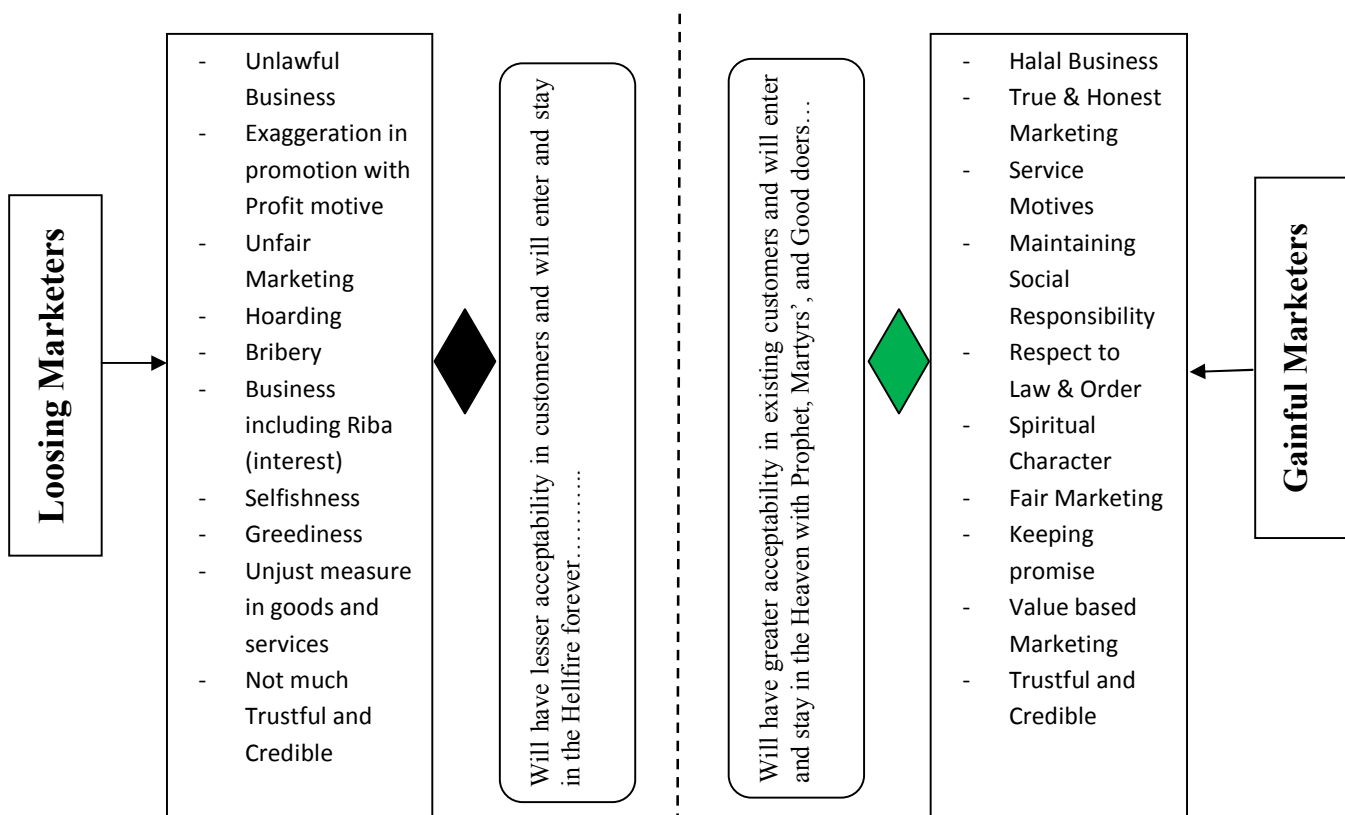 Loosing Marketers
- Unlawful
Business
- Exaggeration in
promotion with
Profit motive
- Unfair
Marketing
- Hoarding
- Bribery
- Business
including Riba
(interest)
- Selfishness
- Greediness
- Unjust measure
in goods and
services
- Not much
Trustful and
Credible
Will have lesser acceptability in customers and will enter and stay
in the Hellfire forever………..
Will have greater acceptability in existing customers and will enter
and stay in the Heaven with Prophet, Martyrs’, and Good doers…
- Halal Business
- True & Honest
Marketing
- Service
Motives
- Maintaining
Social
Responsibility
- Respect to
Law & Order
- Spiritual
Character
- Fair Marketing
- Keeping
promise
- Value based
Marketing
- Trustful and
Credible
Gainful Marketers